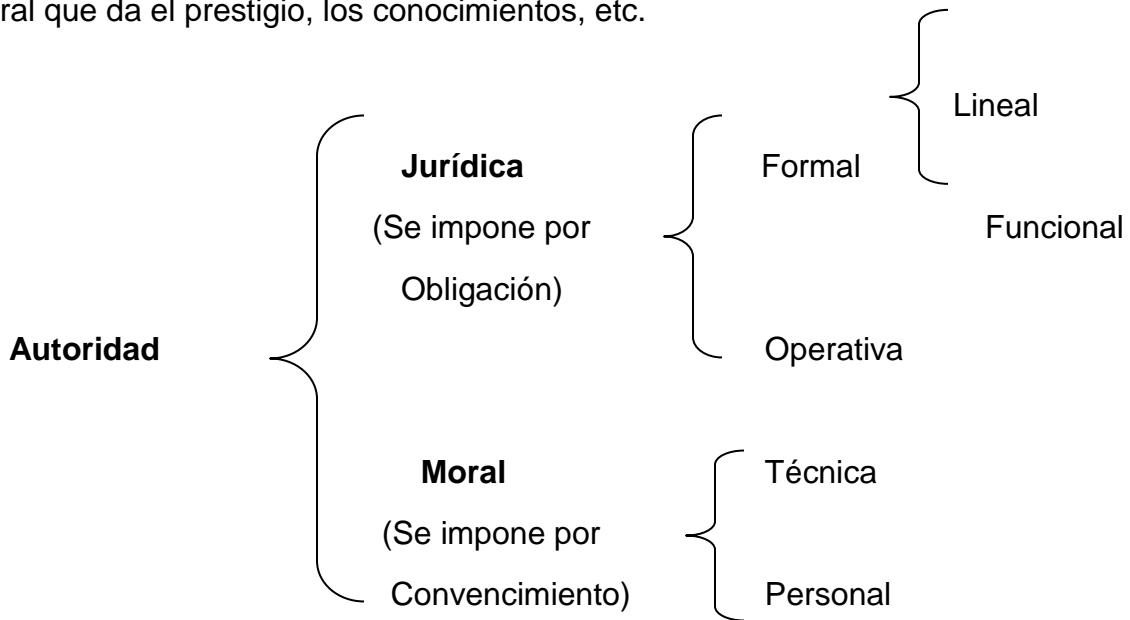 ral que da el prestigio, los conocimientos, etc.
Lineal
Jurídica Formal
(Se impone por Funcional
Obligación)
Autoridad Operativa
Moral Técnica
(Se impone por
Convencimiento) Personal